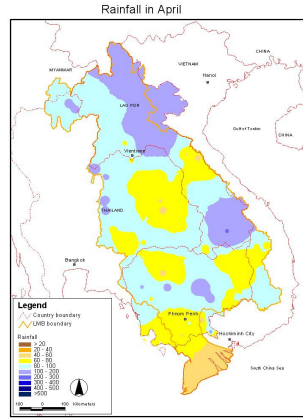 Rainfall in April
CHINA
MYANMAR
VIETNAM
Hanoi
LAO PDR
Gulf of Tonkin
CHINA
Vientiane
THAILAND
Bangkok
Phnom Penh
Hochiminh City
South China Sea
Legend
Country boundary
LMB boundary
Rainfall
> 20
20 - 40
40 - 60
60 - 80
80 - 100
100 - 200
200 - 300
300 - 400
400 - 500
>500
100 0 100 Kilometers